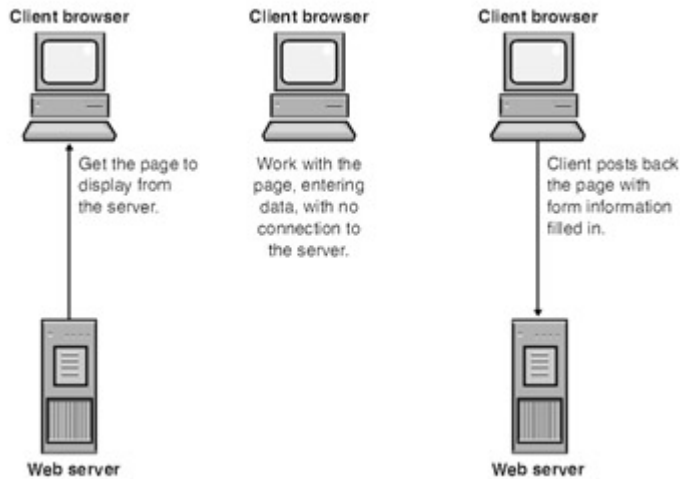 Client browser
Client browser
Client browser
Get the page to
display from
the server.
Work with the
page, entering
data, with no
connection to
the server.
Client posts back
the page with
form information
filled in.
Web server
Web server